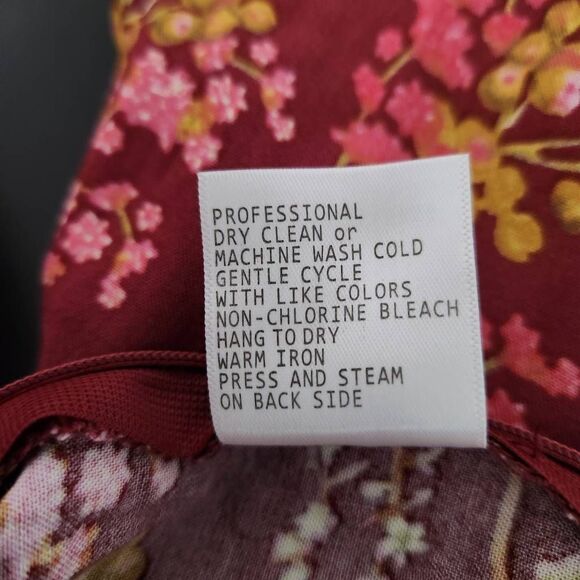 PROFESSIONAL
DRY CLEAN or
MACHINE WASH COLD
GENTLE CYCLE
WITH LIKE COLORS
NON-CHLORINE BLEACH
HANG TO DRY
WARM IRON
PRESS AND STEAM
ON BACK SIDE